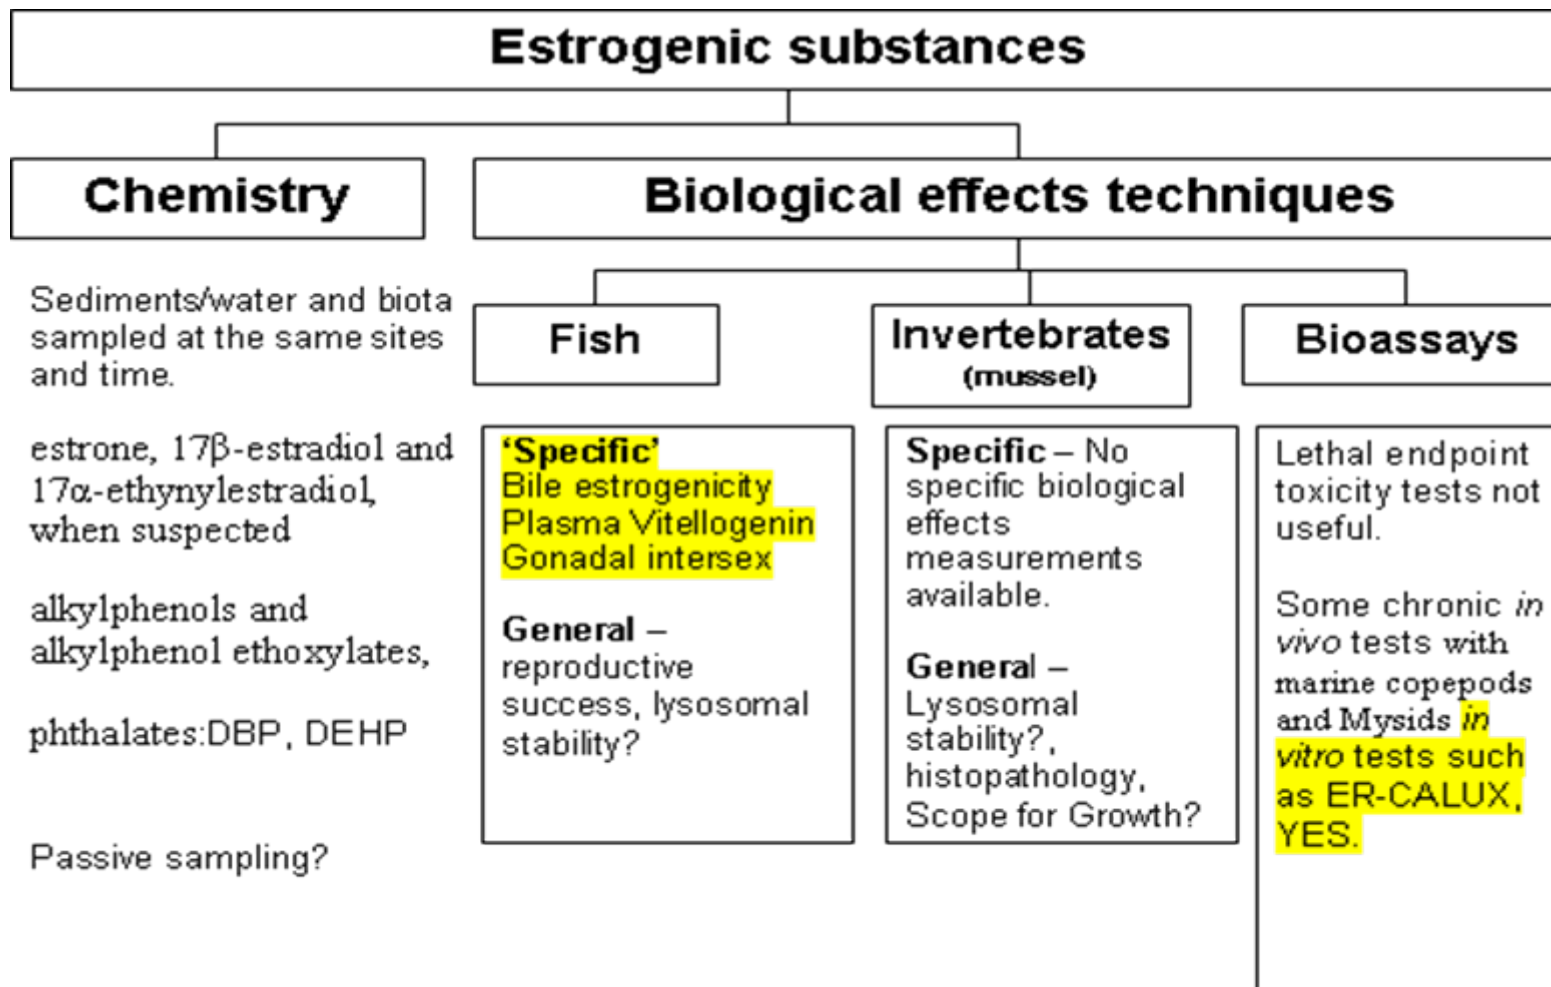 Estrogenic substances
Chemistry
Biological effects techniques
Sediments/water and biota
sampled at the same sites
and time.
estrone, 17β-estradiol and
17α-ethynylestradiol,
when suspected
alkylphenols and
alkylphenol ethoxylates,
phthalates:DBP, DEHP
Passive sampling?
Fish
‘Specific’
Bile estrogenicity
Plasma Vitellogenin
Gonadal intersex
General –
reproductive
success, lysosomal
stability?
Invertebrates
(mussel)
Specific – No
specific biological
effects
measurements
available.
General –
Lysosomal
stability?,
histopathology,
Scope for Growth?
Bioassays
Lethal endpoint
toxicity tests not
useful.
Some chronic in
vivo tests with
marine copepods
and Mysids in
vitro tests such
as ER-CALUX,
YES.